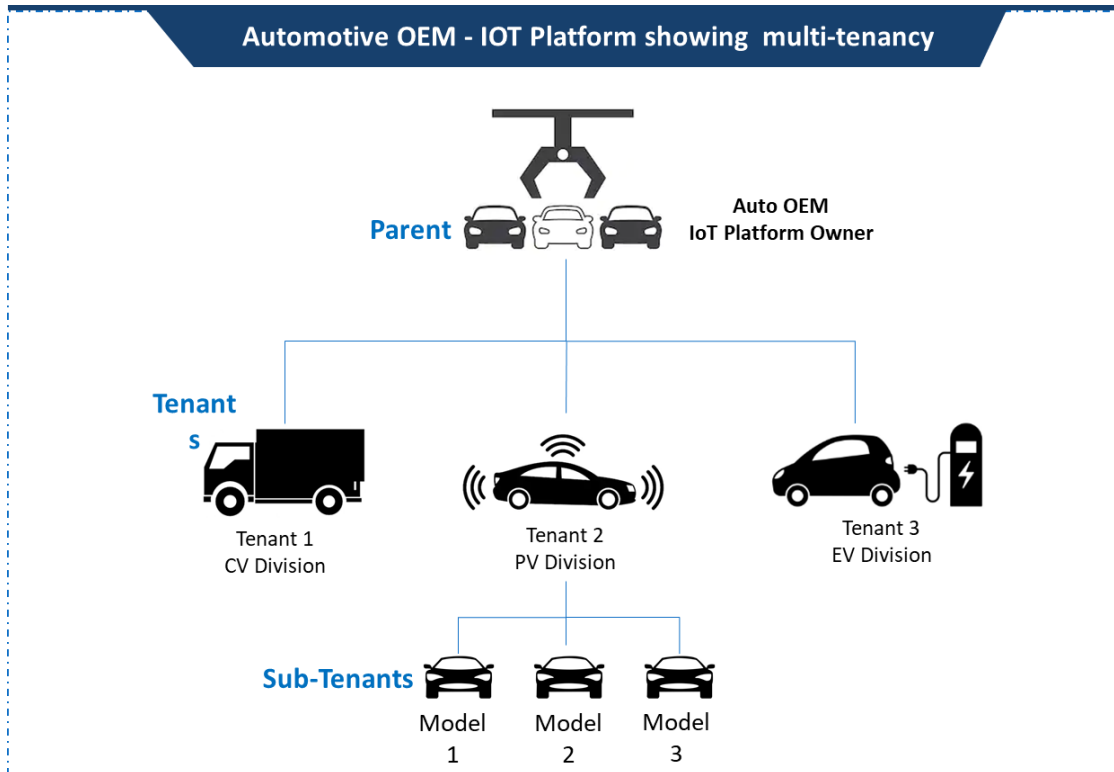 Automotive OEM - IOT Platform showing  multi-tenancy
Parent
Auto OEM
IoT Platform Owner
Tenant
s
Tenant 1
CV Division
Tenant 2
PV Division
Tenant 3
EV Division
Sub-Tenants
Model
1
Model
2
Model
3